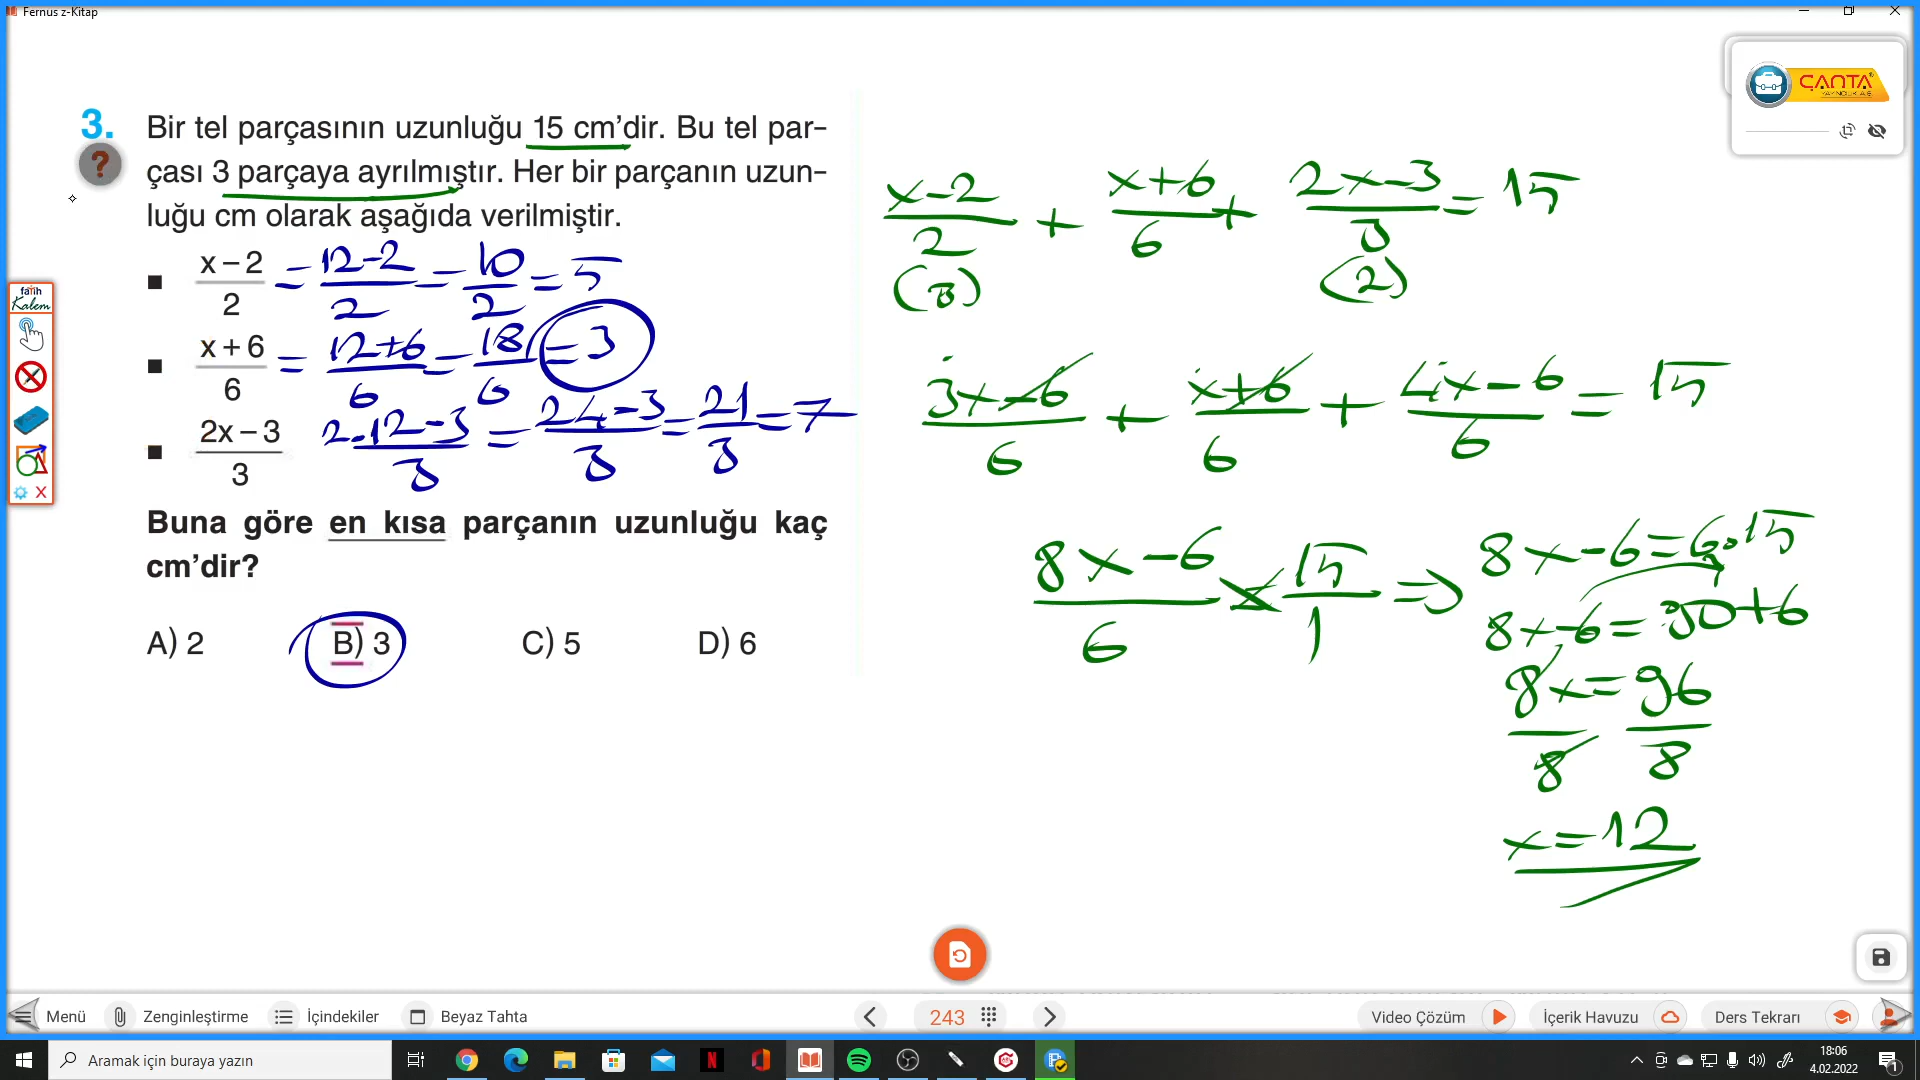 Fernus z-Kitap
ÇANTA
YAYINCILIK A.Ş.
3. Bir tel parçasının uzunluğu 15 cm'dir. Bu tel par-
çası 3 parçaya ayrılmıştır. Her bir parçanın uzun-
luğu cm olarak aşağıda verilmiştir.
■ x – 2 / 2 = 12-2 / 2 = 10 / 2 = 5
■ x + 6 / 6 = 12+6 / 6 = 18 / 6 = 3
■ 2x – 3 / 3 2·12-3 / 3 = 24-3 / 3 = 21 / 3 = 7
Buna göre en kısa parçanın uzunluğu kaç
cm'dir?
A) 2 B) 3 C) 5 D) 6
x-2 / 2 + x+6 / 6 + 2x-3 / 3 = 15
(3) (2)
3x-6 / 6 + x+6 / 6 + 4x-6 / 6 = 15
8x-6 / 6 = 15 / 1 => 8x-6=6·15
8x-6=90+6
8x / 8 = 96 / 8
x=12
fatih
Kalem
Menü Zenginleştirme İçindekiler Beyaz Tahta 243 Video Çözüm İçerik Havuzu Ders Tekrarı
Aramak için buraya yazın
18:06
4.02.2022
1